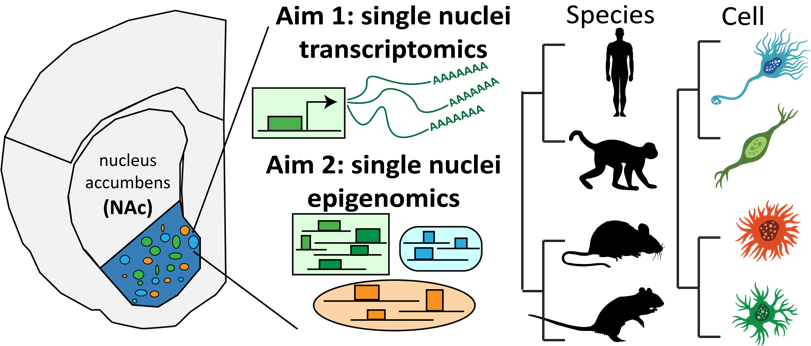 Aim 1: single nuclei
transcriptomics
AAAAAAA
AAAAAAA
AAAAAAA
nucleus
accumbens
(NAc)
Aim 2: single nuclei
epigenomics
Species
Cell